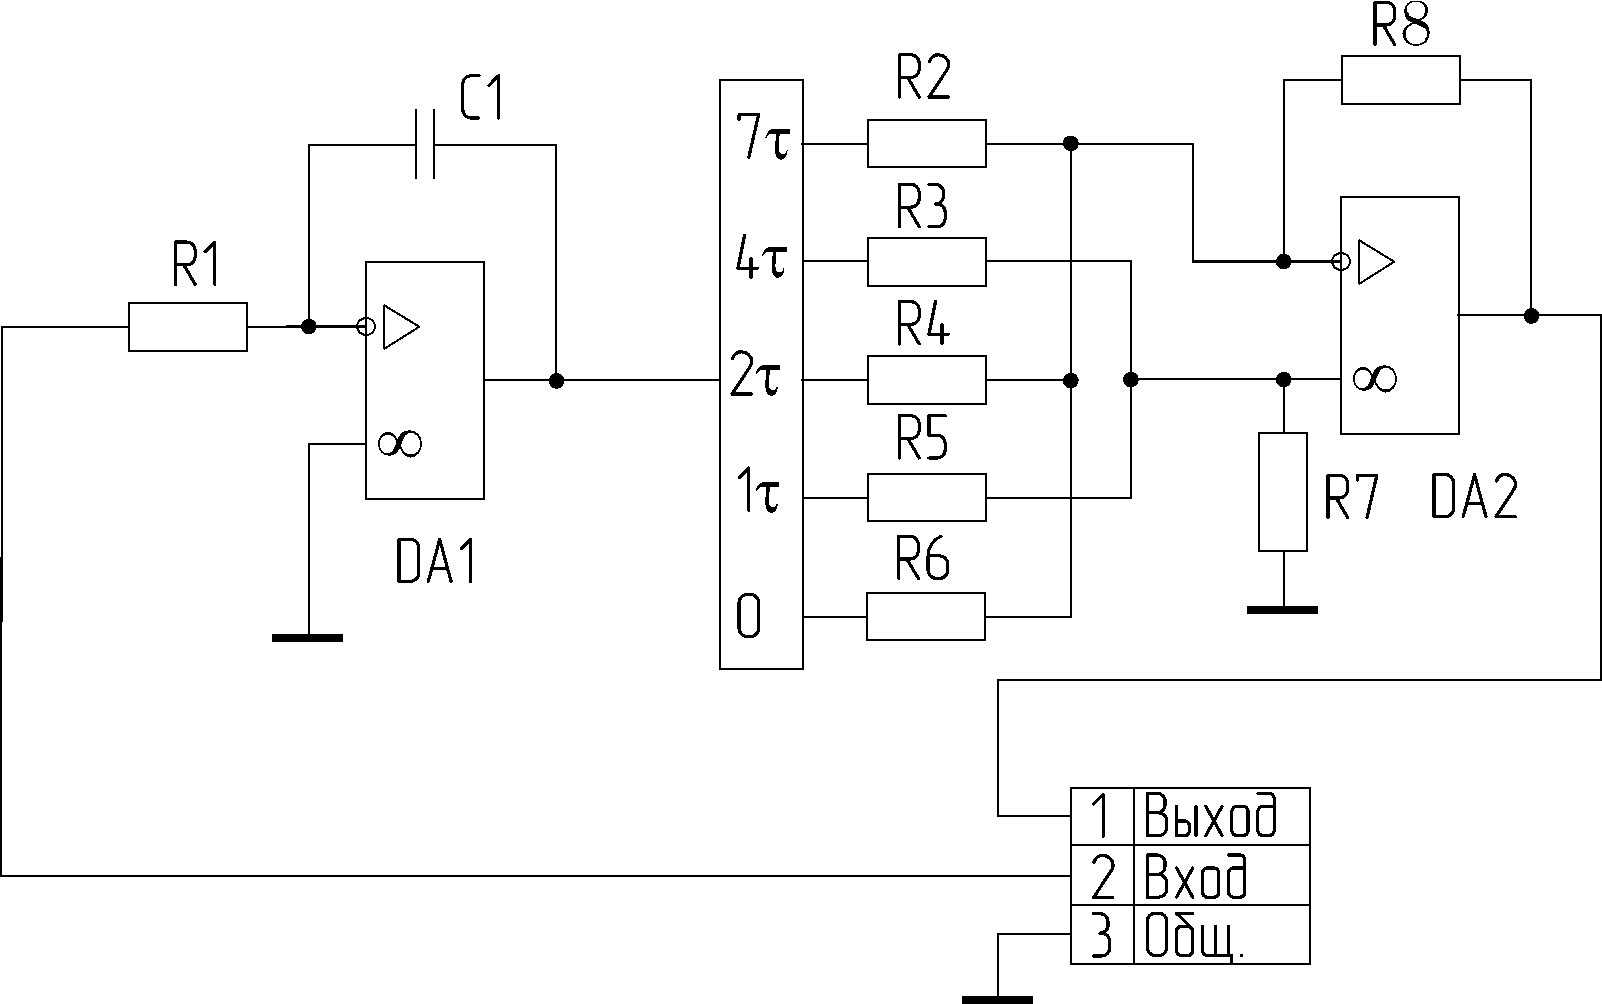 R8
C1
R2
7τ
R3
R1
4τ
R4
2τ
∞
R5
∞
1τ
R7
DA2
DA1
R6
0
1 Выход
2 Вход
3 Общ.